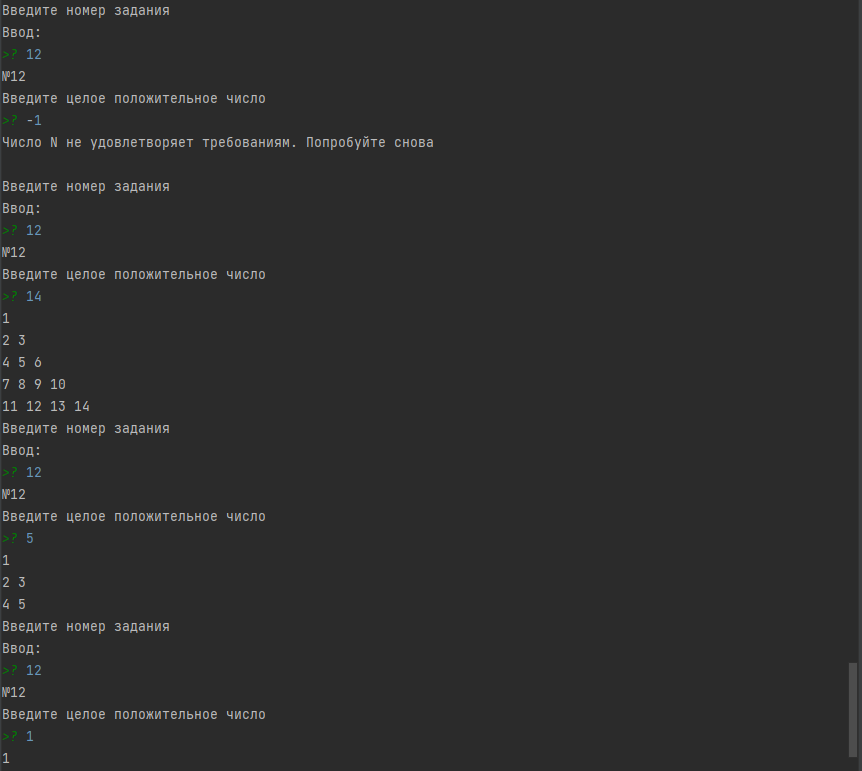 Введите номер задания
Ввод:
>? 12
№12
Введите целое положительное число
>? -1
Число N не удовлетворяет требованиям. Попробуйте снова
Введите номер задания
Ввод:
>? 12
№12
Введите целое положительное число
>? 14
1
2 3
4 5 6
7 8 9 10
11 12 13 14
Введите номер задания
Ввод:
>? 12
№12
Введите целое положительное число
>? 5
1
2 3
4 5
Введите номер задания
Ввод:
>? 12
№12
Введите целое положительное число
>? 1
1